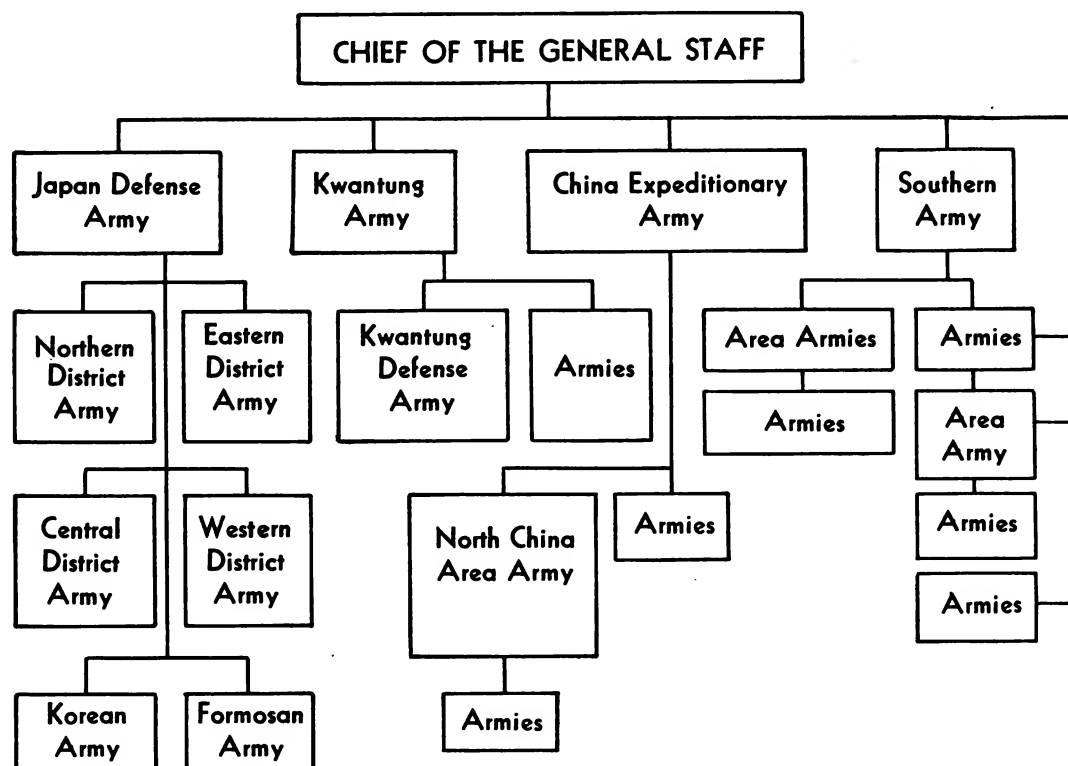 CHIEF OF THE GENERAL STAFF
Japan Defense
Army
Kwantung
Army
China Expeditionary
Army
Southern
Army
Northern
District
Army
Eastern
District
Army
Kwantung
Defense
Army
Armies
Area Armies
Armies
Armies
Area
Army
Armies
Armies
Central
District
Army
Western
District
Army
North China
Area Army
Armies
Armies
Korean
Army
Formosan
Army